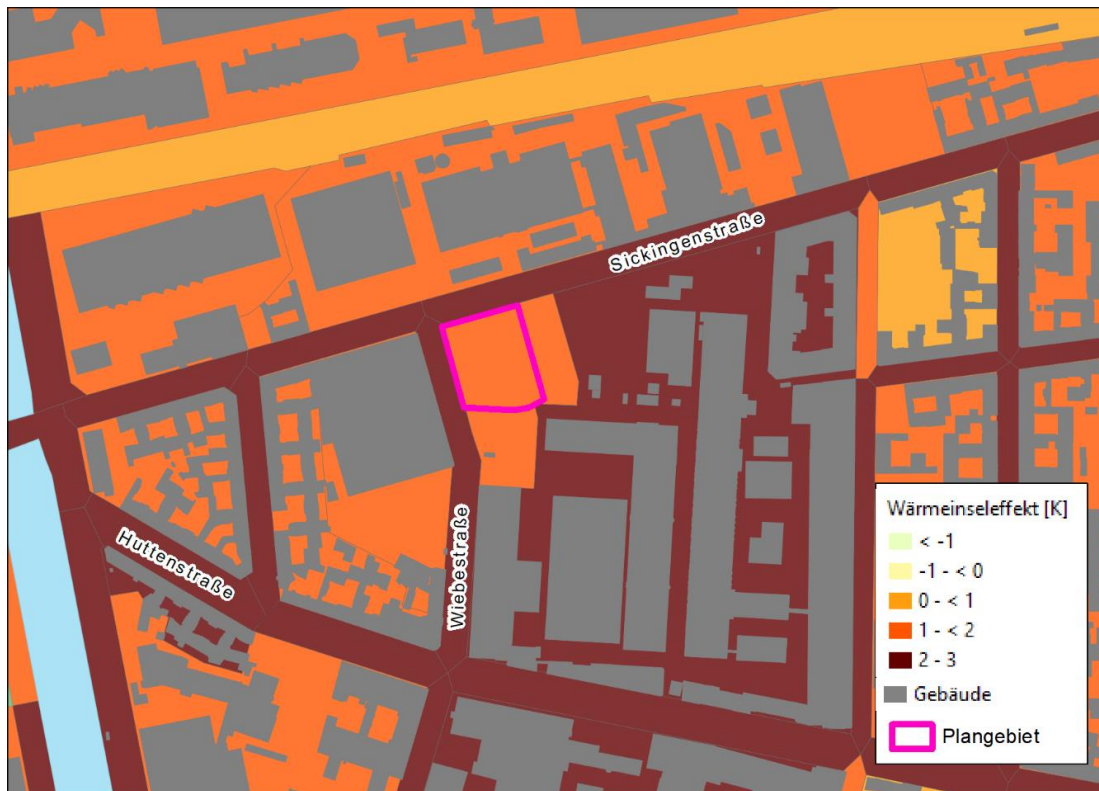 Sickingenstraße
Huttenstraße
Wiebestraße
Wärmeinseleffekt [K]
< -1
-1 - < 0
0 - < 1
1 - < 2
2 - 3
Gebäude
Plangebiet